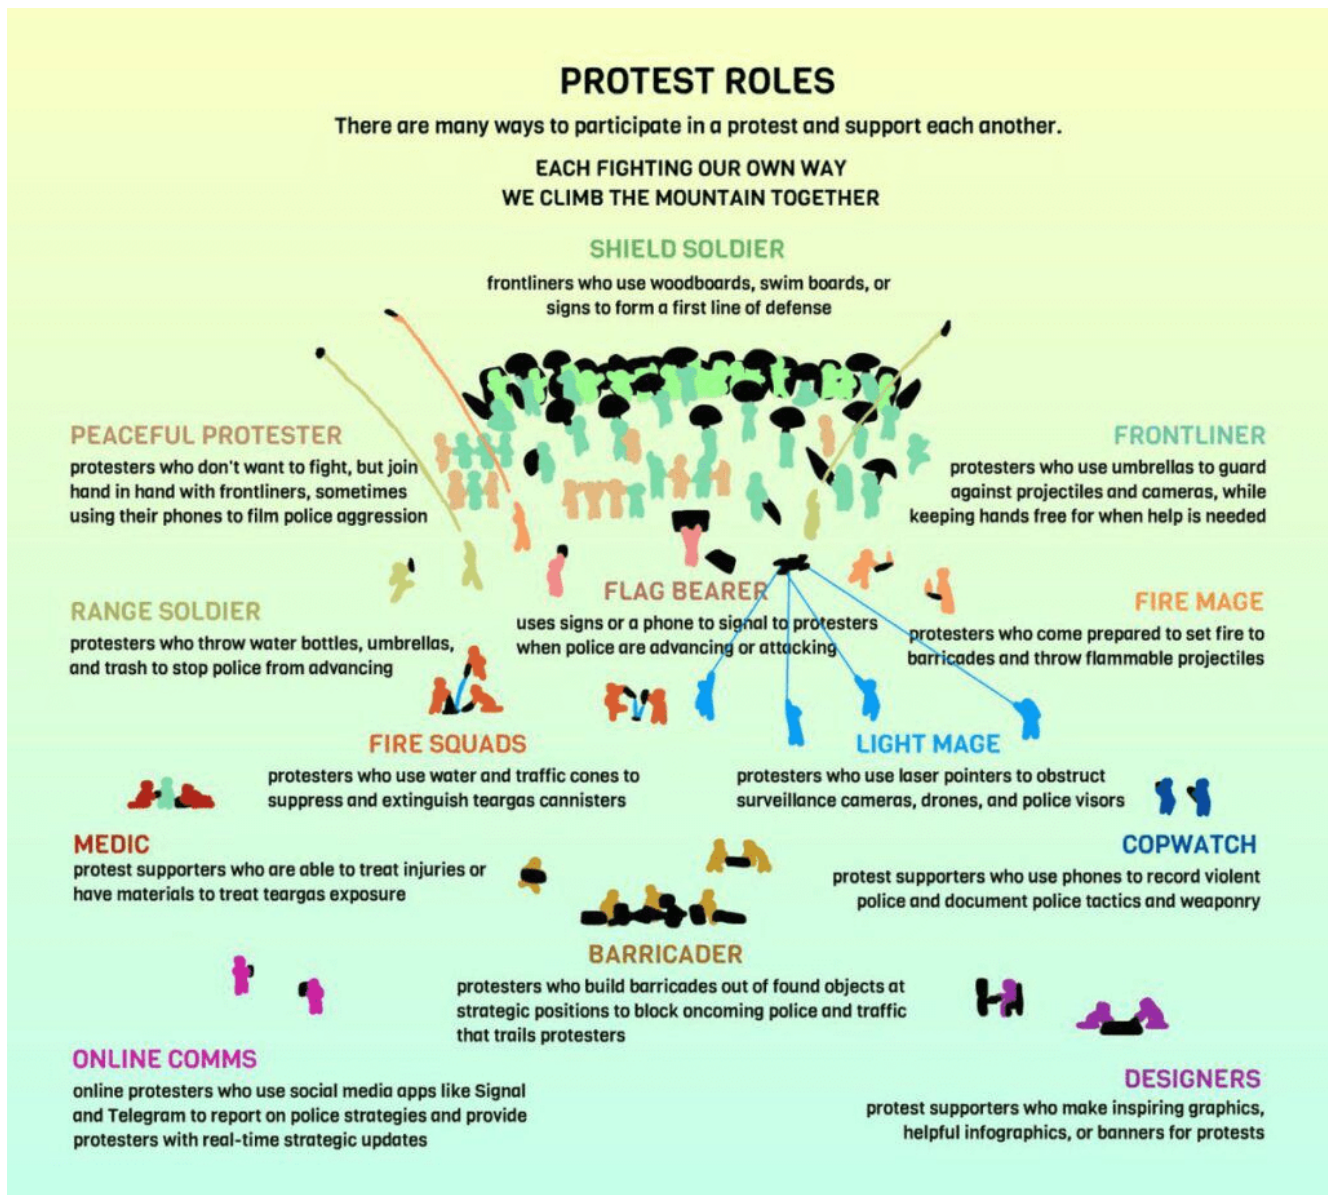 PROTEST ROLES
There are many ways to participate in a protest and support each another.
EACH FIGHTING OUR OWN WAY
WE CLIMB THE MOUNTAIN TOGETHER
SHIELD SOLDIER
frontliners who use woodboards, swim boards, or
signs to form a first line of defense
PEACEFUL PROTESTER
protesters who don't want to fight, but join
hand in hand with frontliners, sometimes
using their phones to film police aggression
FRONTLINER
protesters who use umbrellas to guard
against projectiles and cameras, while
keeping hands free for when help is needed
RANGE SOLDIER
protesters who throw water bottles, umbrellas,
and trash to stop police from advancing
FLAG BEARER
uses signs or a phone to signal to protesters
when police are advancing or attacking
FIRE MAGE
protesters who come prepared to set fire to
barricades and throw flammable projectiles
FIRE SQUADS
protesters who use water and traffic cones to
suppress and extinguish teargas cannisters
LIGHT MAGE
protesters who use laser pointers to obstruct
surveillance cameras, drones, and police visors
MEDIC
protest supporters who are able to treat injuries or
have materials to treat teargas exposure
COPWATCH
protest supporters who use phones to record violent
police and document police tactics and weaponry
BARRICADER
protesters who build barricades out of found objects at
strategic positions to block oncoming police and traffic
that trails protesters
ONLINE COMMS
online protesters who use social media apps like Signal
and Telegram to report on police strategies and provide
protesters with real-time strategic updates
DESIGNERS
protest supporters who make inspiring graphics,
helpful infographics, or banners for protests